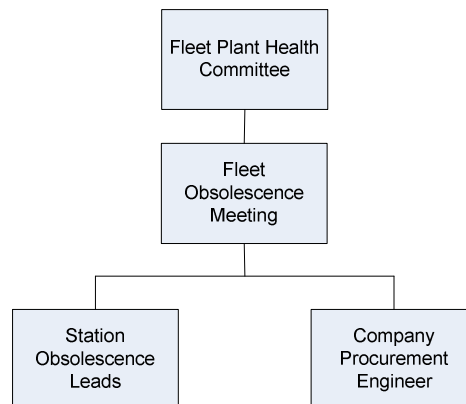 Fleet Plant Health
Committee
Fleet
Obsolescence
Meeting
Station
Obsolescence
Leads
Company
Procurement
Engineer